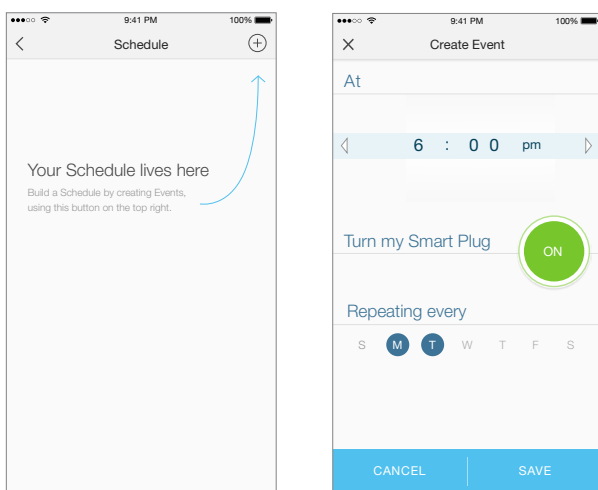 9:41 PM 100%
Schedule
Your Schedule lives here
Build a Schedule by creating Events,
using this button on the top right.
9:41 PM 100%
Create Event
At
6 : 0 0 pm
Turn my Smart Plug
ON
Repeating every
S M T W T F S
CANCEL SAVE